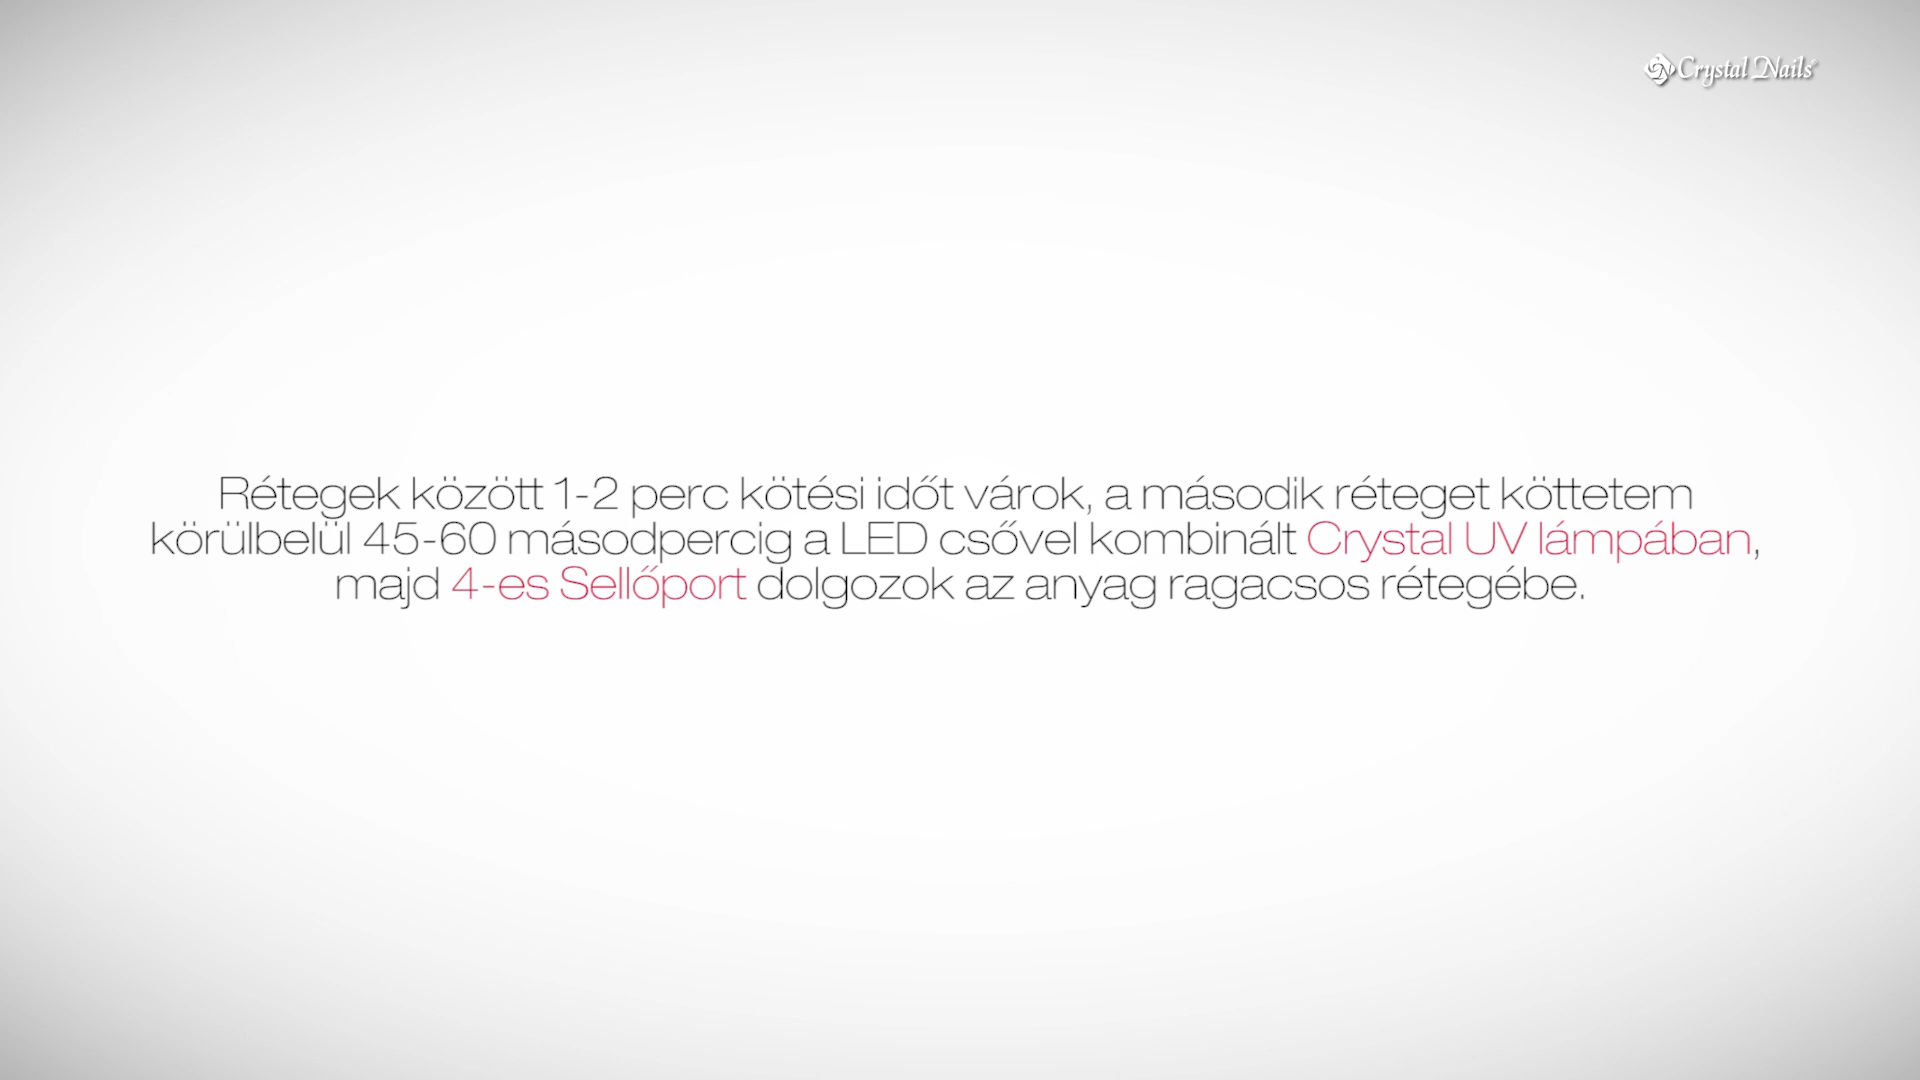 Crystal Nails
Rétegek között 1-2 perc kötési időt várok, a második réteget köttetem
körülbelül 45-60 másodpercig a LED csővel kombinált Crystal UV lámpában,
majd 4-es Sellőport dolgozok az anyag ragacsos rétegébe.